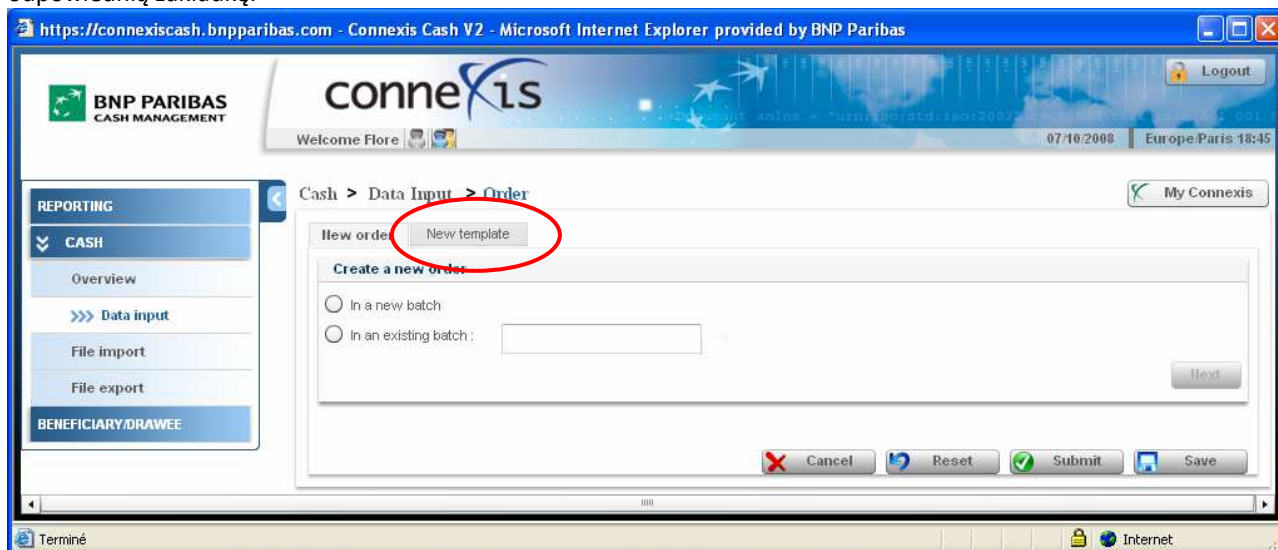 odpowiednią zakładkę.
https://connexiscash.bnpparibas.com - Connexis Cash V2 - Microsoft Internet Explorer provided by BNP Paribas
BNP PARIBAS
CASH MANAGEMENT
conneXis
Logout
Welcome Flore
07/10/2008
Europe/Paris 18:45
REPORTING
CASH
Overview
>>> Data input
File import
File export
BENEFICIARY/DRAWEE
Cash > Data Input > Order
My Connexis
New order
New template
Create a new order
In a new batch
In an existing batch :
Next
Cancel
Reset
Submit
Save
Terminé
Internet